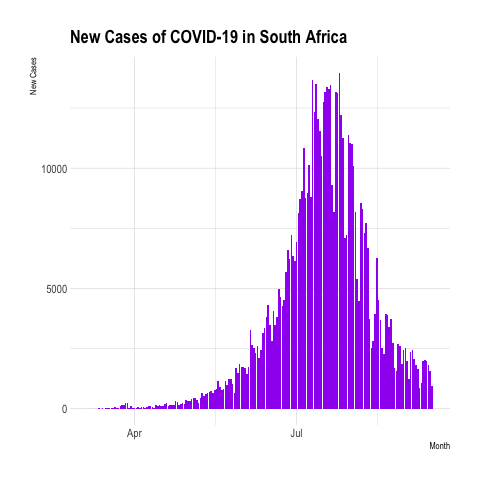 New Cases of COVID-19 in South Africa
New Cases
10000
5000
0
Apr
Jul
Month